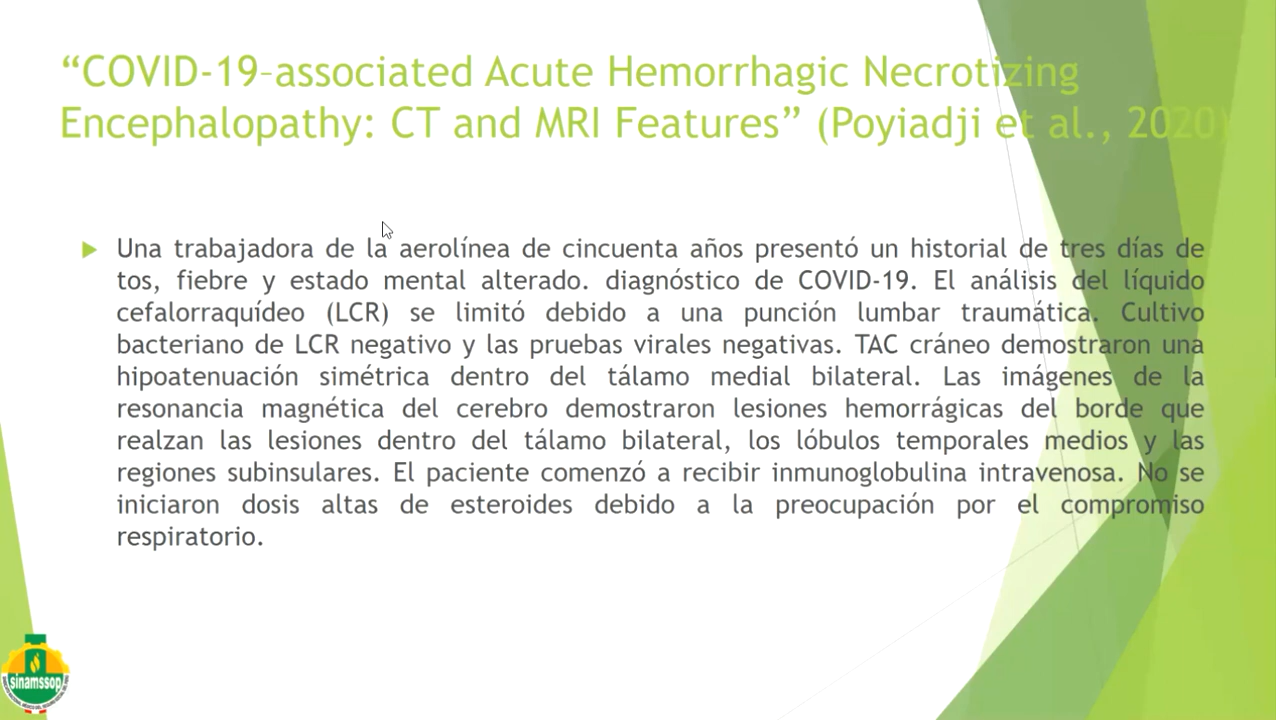 “COVID-19–associated Acute Hemorrhagic Necrotizing
Encephalopathy: CT and MRI Features” (Poyiadji et al., 2020)
Una trabajadora de la aerolínea de cincuenta años presentó un historial de tres días de
tos, fiebre y estado mental alterado. diagnóstico de COVID-19. El análisis del líquido
cefalorraquídeo (LCR) se limitó debido a una punción lumbar traumática. Cultivo
bacteriano de LCR negativo y las pruebas virales negativas. TAC cráneo demostraron una
hipoatenuación simétrica dentro del tálamo medial bilateral. Las imágenes de la
resonancia magnética del cerebro demostraron lesiones hemorrágicas del borde que
realzan las lesiones dentro del tálamo bilateral, los lóbulos temporales medios y las
regiones subinsulares. El paciente comenzó a recibir inmunoglobulina intravenosa. No se
iniciaron dosis altas de esteroides debido a la preocupación por el compromiso
respiratorio.
sinamssop